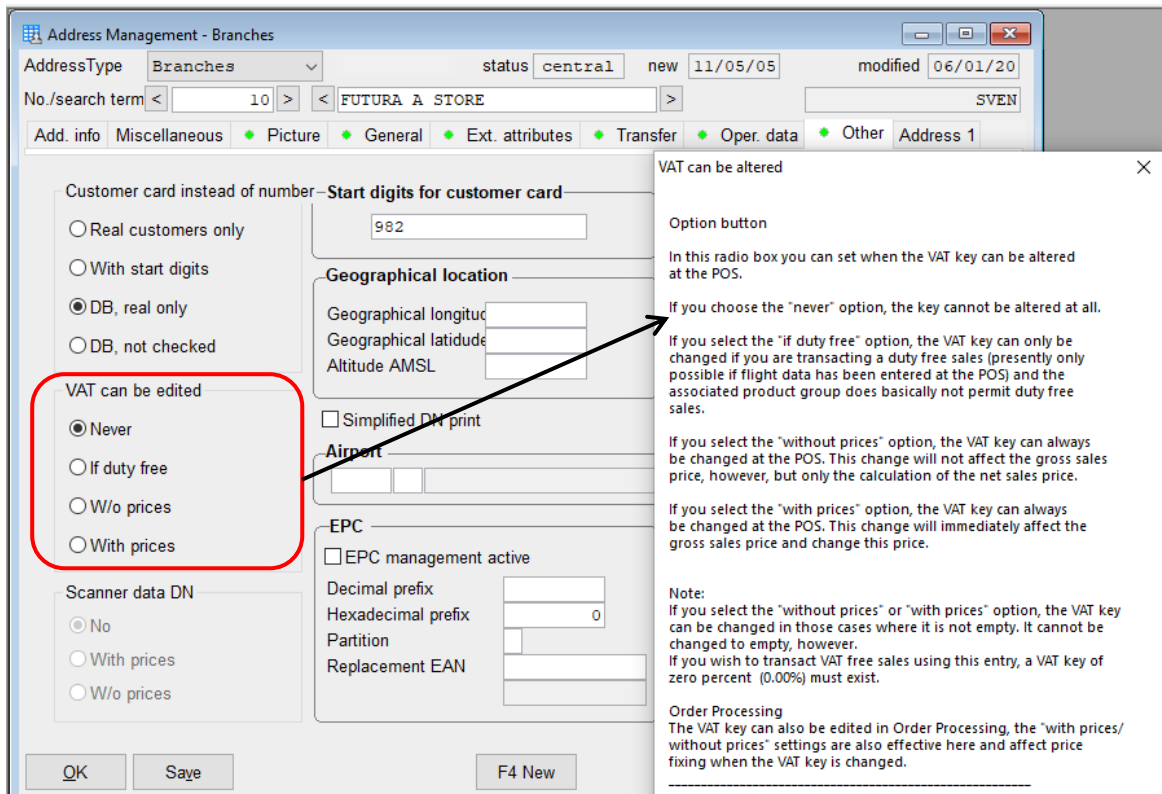 Address Management - Branches
AddressType Branches status central new 11/05/05 modified 06/01/20
No./search term < 10 > < FUTURA A STORE > SVEN
Add. info Miscellaneous Picture General Ext. attributes Transfer Oper. data Other Address 1
Customer card instead of number
Real customers only
With start digits
DB, real only
DB, not checked
VAT can be edited
Never
If duty free
W/o prices
With prices
Scanner data DN
No
With prices
W/o prices
Start digits for customer card
982
Geographical location
Geographical longitud
Geographical latidude
Altitude AMSL
Simplified DN print
Airport
EPC
EPC management active
Decimal prefix
Hexadecimal prefix 0
Partition
Replacement EAN
OK Save F4 New
VAT can be altered
Option button
In this radio box you can set when the VAT key can be altered
at the POS.
If you choose the "never" option, the key cannot be altered at all.
If you select the "if duty free" option, the VAT key can only be
changed if you are transacting a duty free sales (presently only
possible if flight data has been entered at the POS) and the
associated product group does basically not permit duty free
sales.
If you select the "without prices" option, the VAT key can always
be changed at the POS. This change will not affect the gross sales
price, however, but only the calculation of the net sales price.
If you select the "with prices" option, the VAT key can always
be changed at the POS. This change will immediately affect the
gross sales price and change this price.
Note:
If you select the "without prices" or "with prices" option, the VAT key
can be changed in those cases where it is not empty. It cannot be
changed to empty, however.
If you wish to transact VAT free sales using this entry, a VAT key of
zero percent (0.00%) must exist.
Order Processing
The VAT key can also be edited in Order Processing, the "with prices/
without prices" settings are also effective here and affect price
fixing when the VAT key is changed.